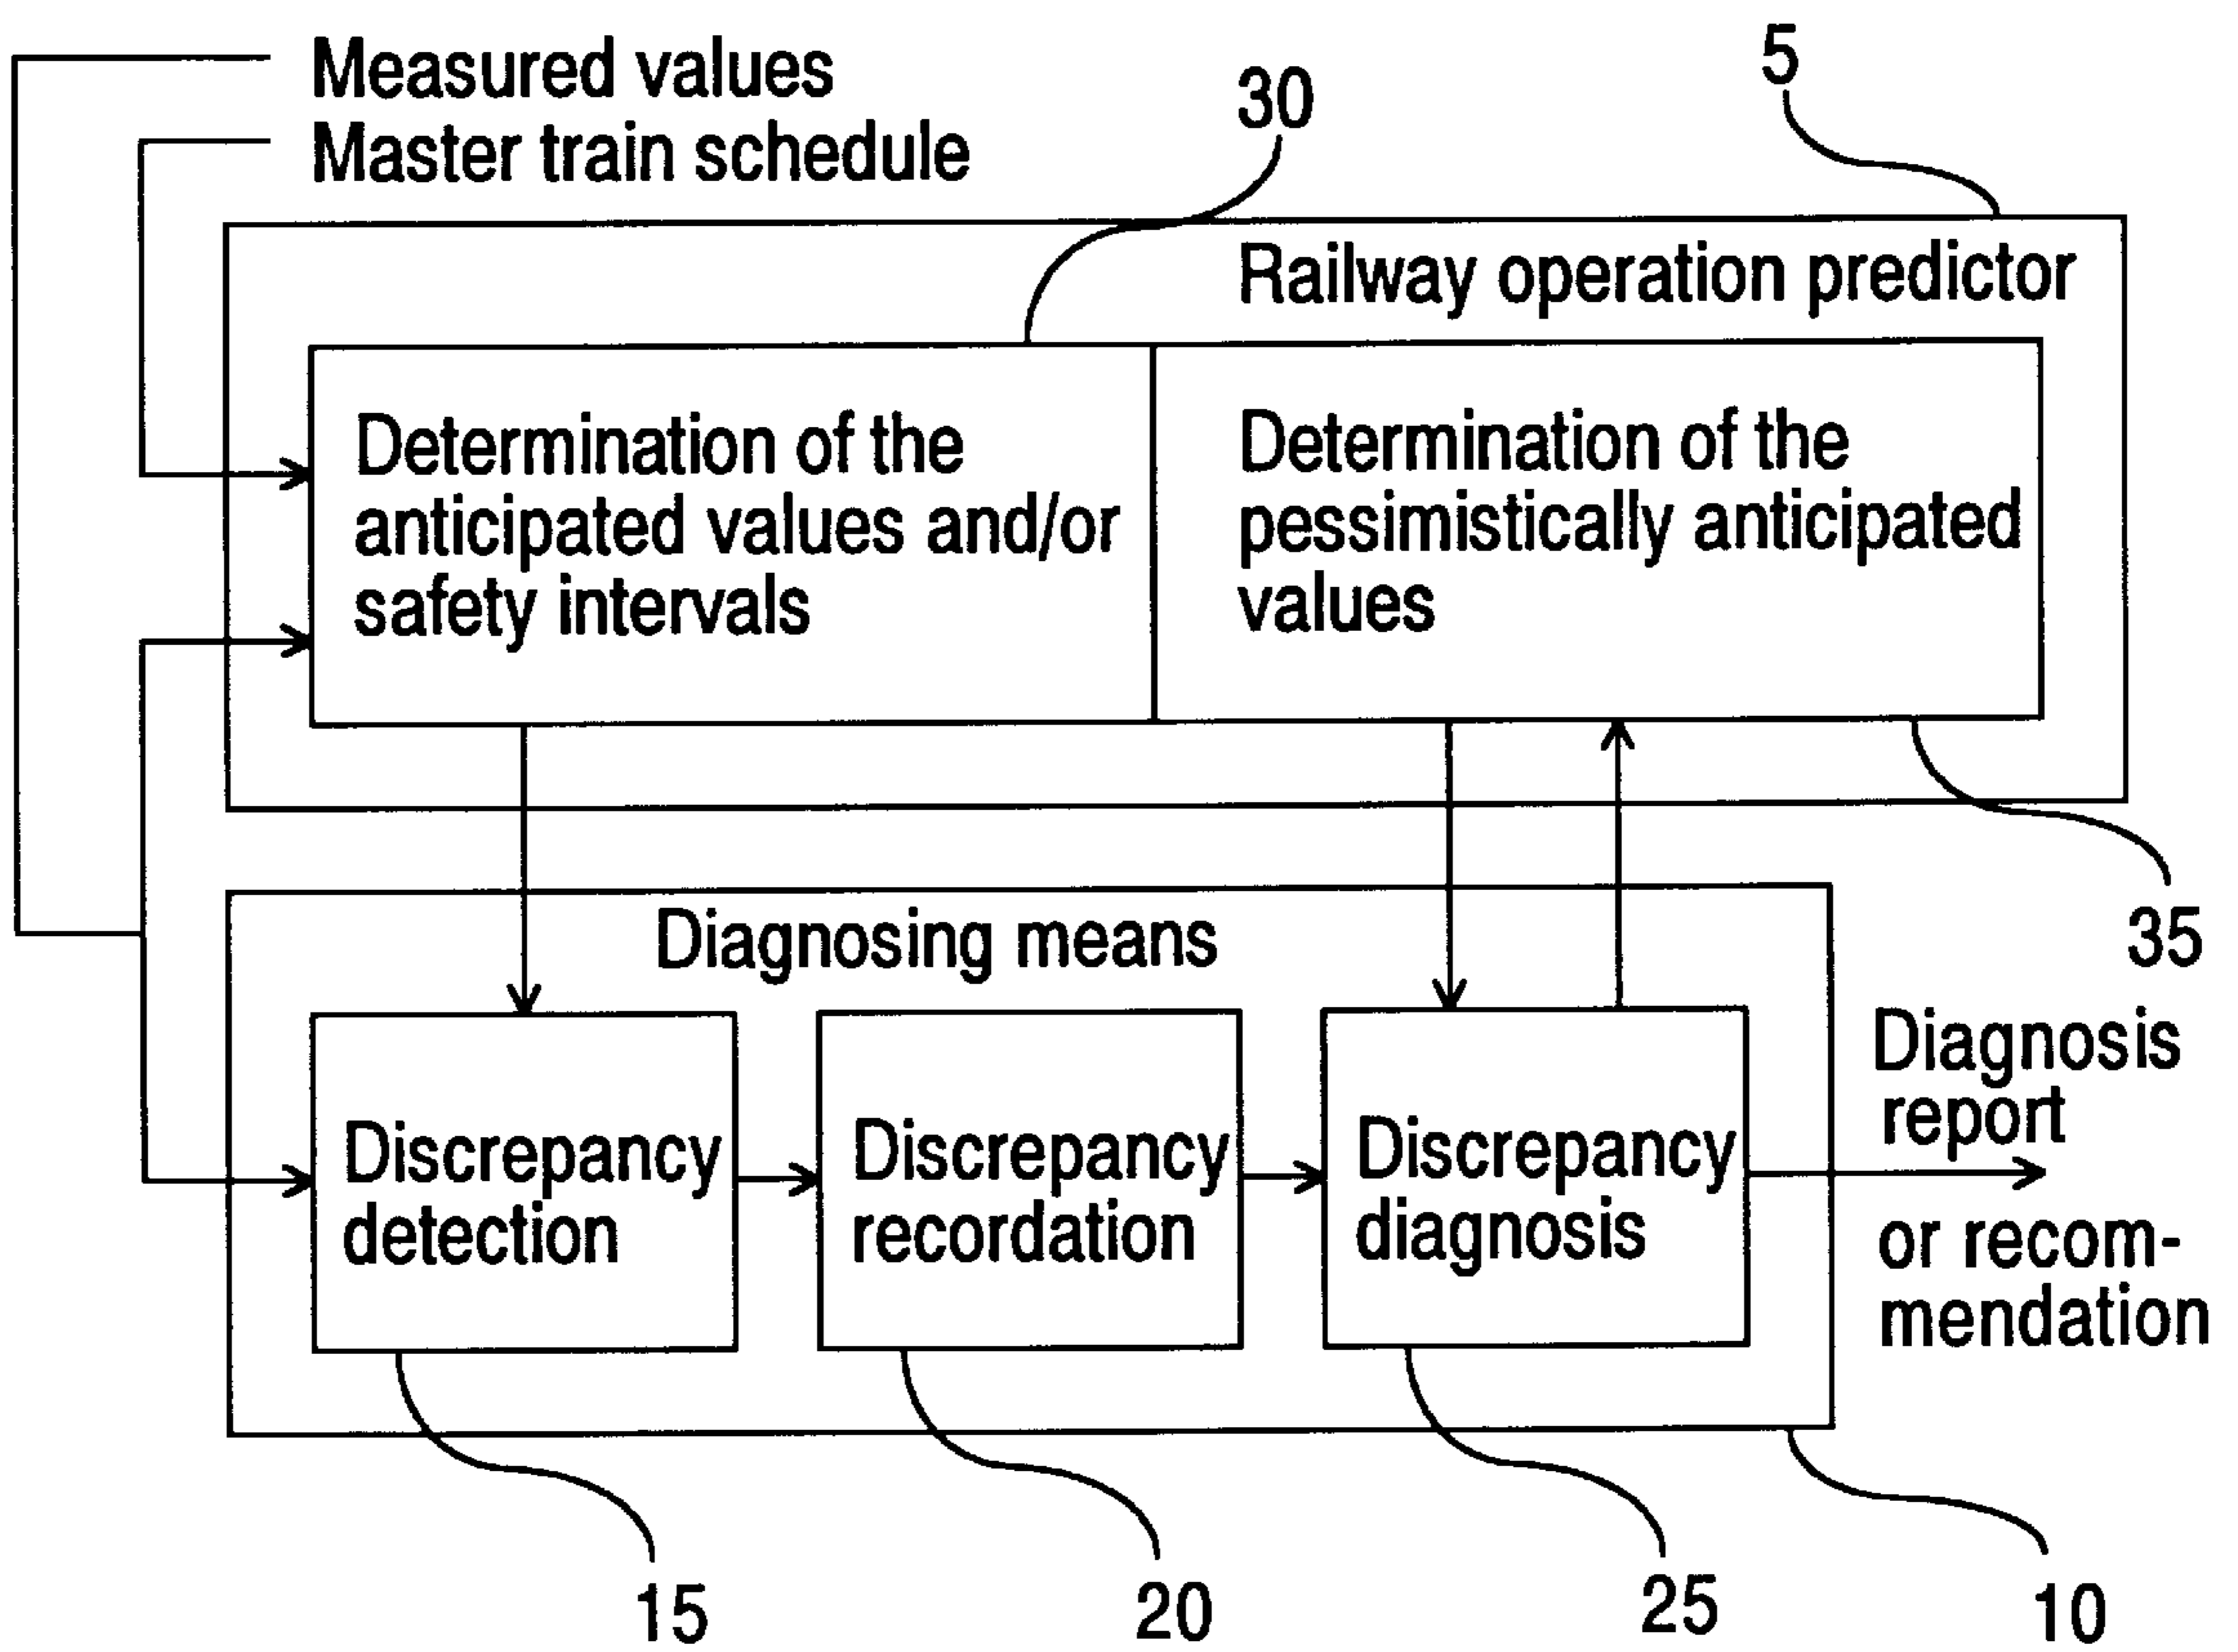 Measured values
Master train schedule
30
5
Railway operation predictor
Determination of the
anticipated values and/or
safety intervals
Determination of the
pessimistically anticipated
values
35
Diagnosing means
Discrepancy
detection
Discrepancy
recordation
Discrepancy
diagnosis
Diagnosis
report
or recom-
mendation
15
20
25
10